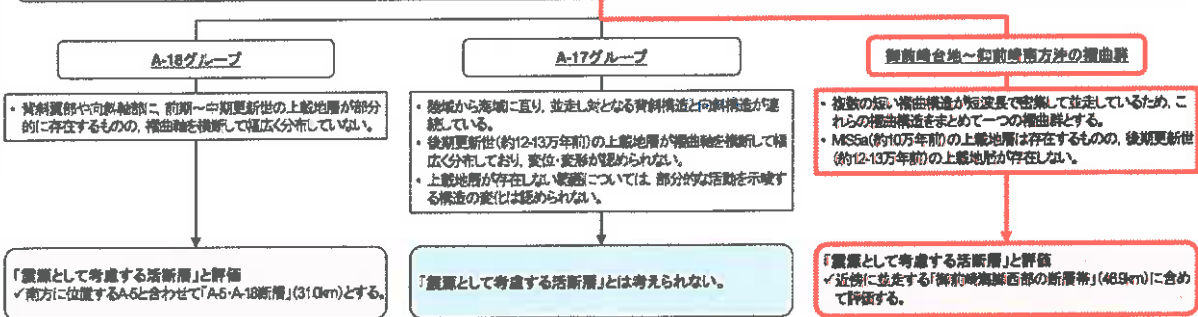 A-18グループ
・背斜翼部や向斜軸部に、前期～中期更新世の上載地層が部分
的に存在するものの、褶曲軸を横断して幅広く分布していない。
「震源として考慮する活断層」と評価
✓南方に位置するA-5と合わせて「A-5・A-18断層」(31.0km)とする。
A-17グループ
・陸域から海域に亘り、並走し対となる背斜構造と向斜構造が連
続している。
・後期更新世(約12-13万年前)の上載地層が褶曲軸を横断して幅
広く分布しており、変位・変形が認められない。
・上載地層が存在しない範囲については、部分的な活動を示唆す
る構造の変化は認められない。
「震源として考慮する活断層」とは考えられない。
御前崎台地～御前崎南方沖の褶曲群
・複数の短い褶曲構造が短波長で密集して並走しているため、こ
れらの褶曲構造をまとめて一つの褶曲群とする。
・MIS5a(約10万年前)の上載地層は存在するものの、後期更新世
(約12-13万年前)の上載地層が存在しない。
「震源として考慮する活断層」と評価
✓近傍に並走する「御前崎海脚西部の断層帯」(46.9km)に含め
て評価する。